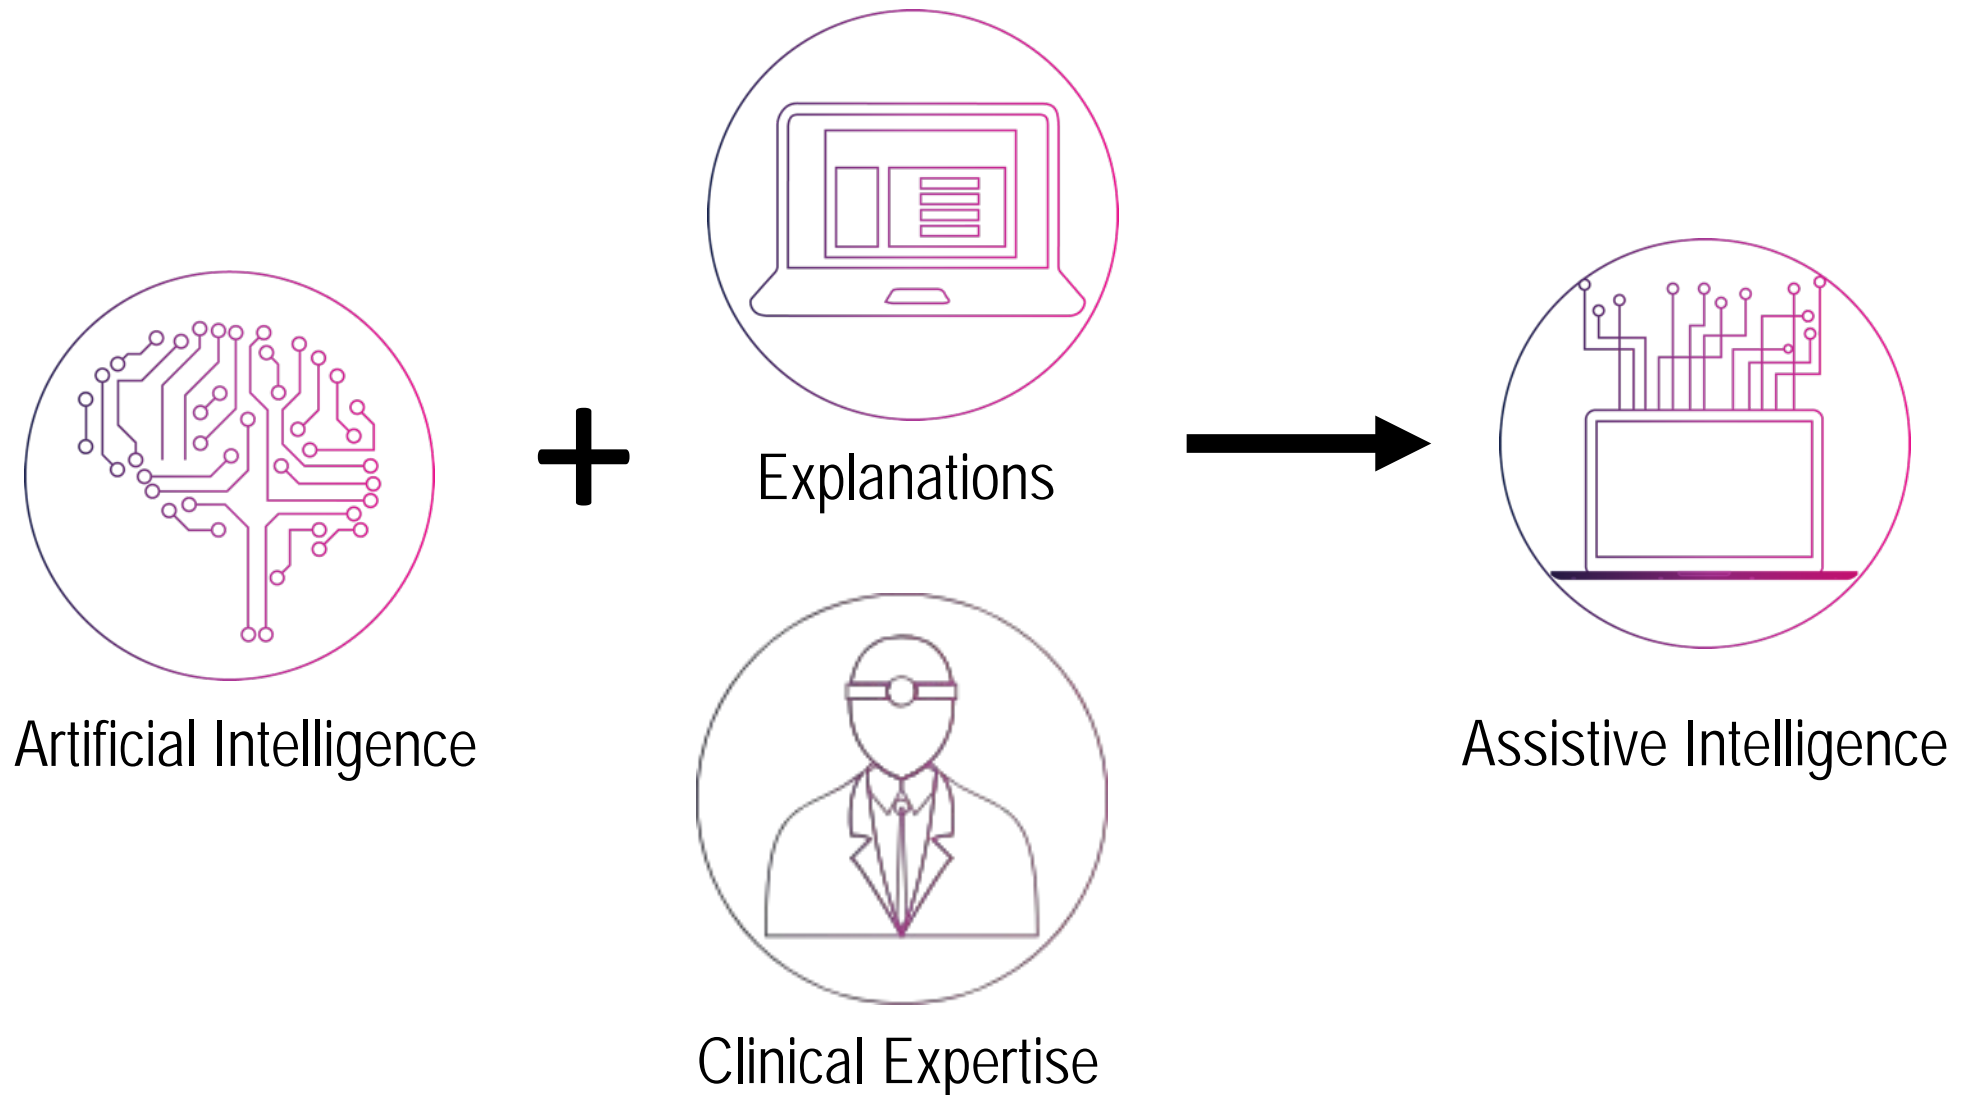 Explanations
Artificial Intelligence
Assistive Intelligence
Clinical Expertise